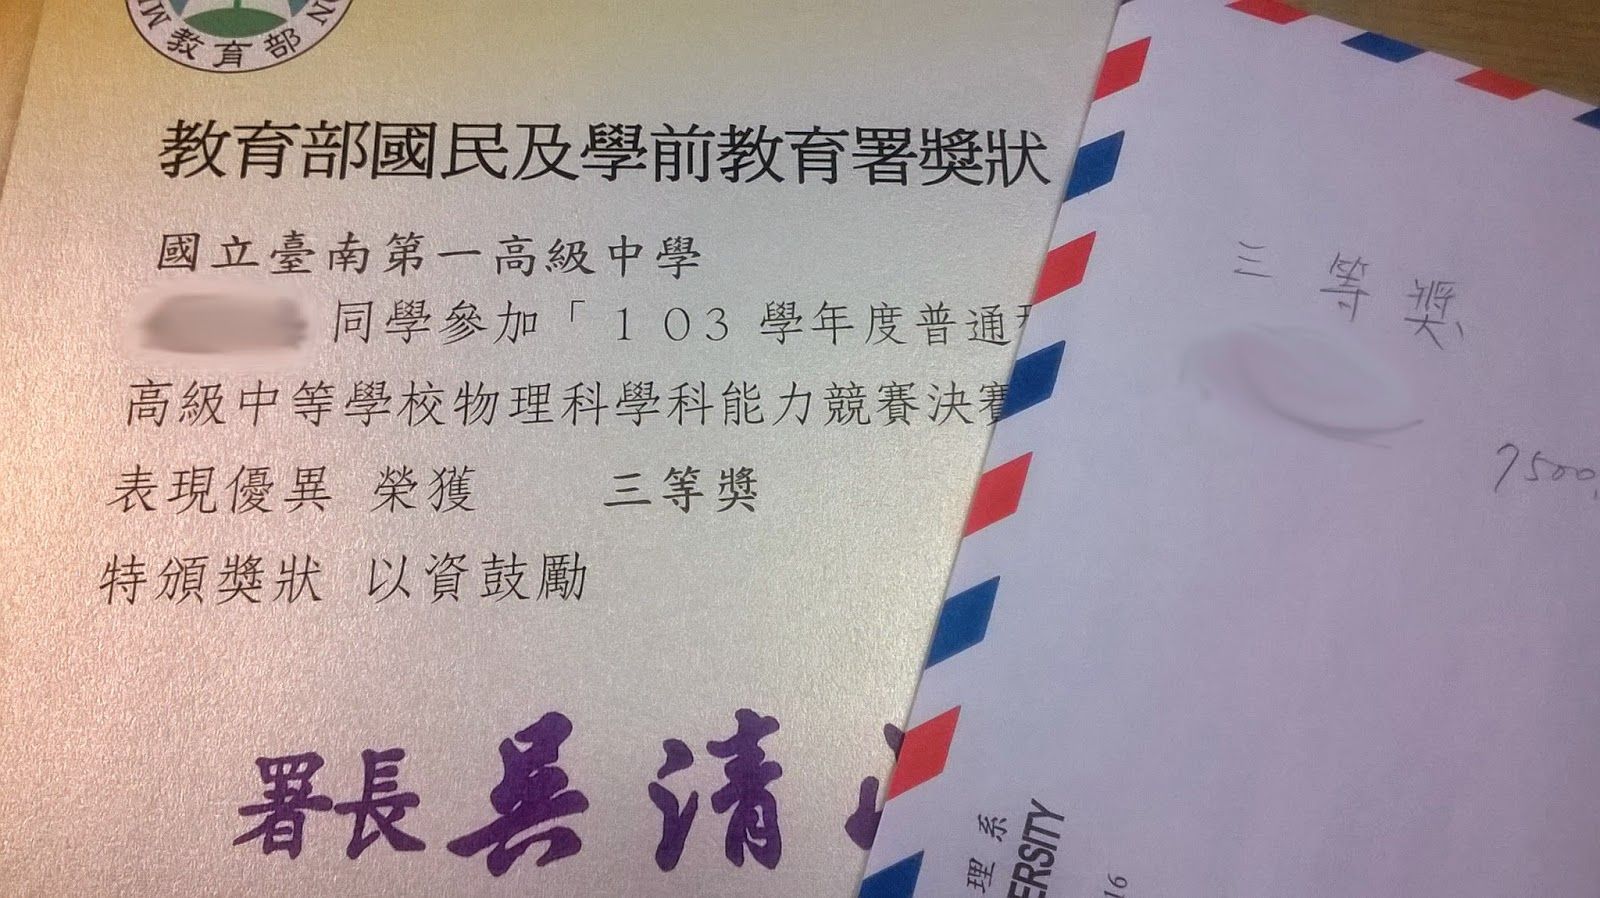 教育部
教育部國民及學前教育署獎狀
國立臺南第一高級中學
同學參加「１０３學年度普通
高級中等學校物理科學科能力競賽決賽
表現優異 榮獲 三等獎
特頒獎狀 以資鼓勵
署長 吳清
三等獎
7500
理系
ERSITY
16